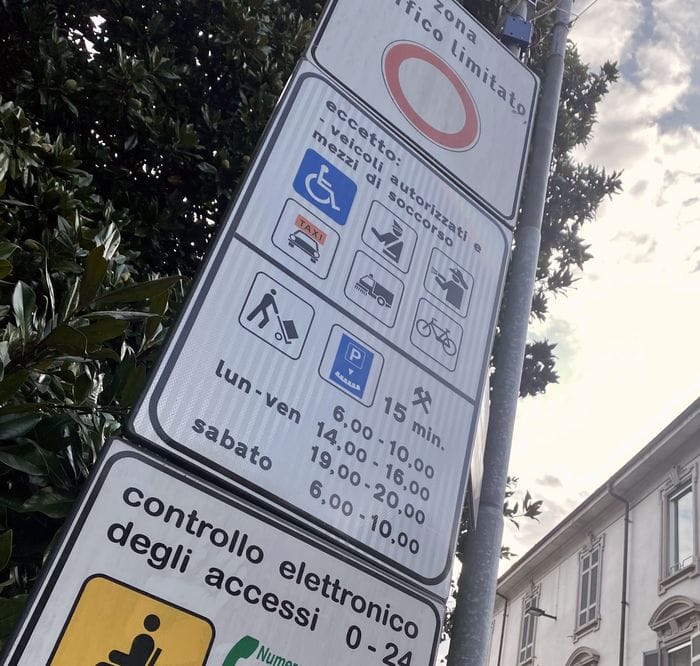 zona
traffico limitato
eccetto:
- veicoli autorizzati e
mezzi di soccorso
TAXI
P
15 min.
lun-ven 6,00-10,00
14,00-16,00
19,00-20,00
sabato 6,00-10,00
controllo elettronico
degli accessi 0-24